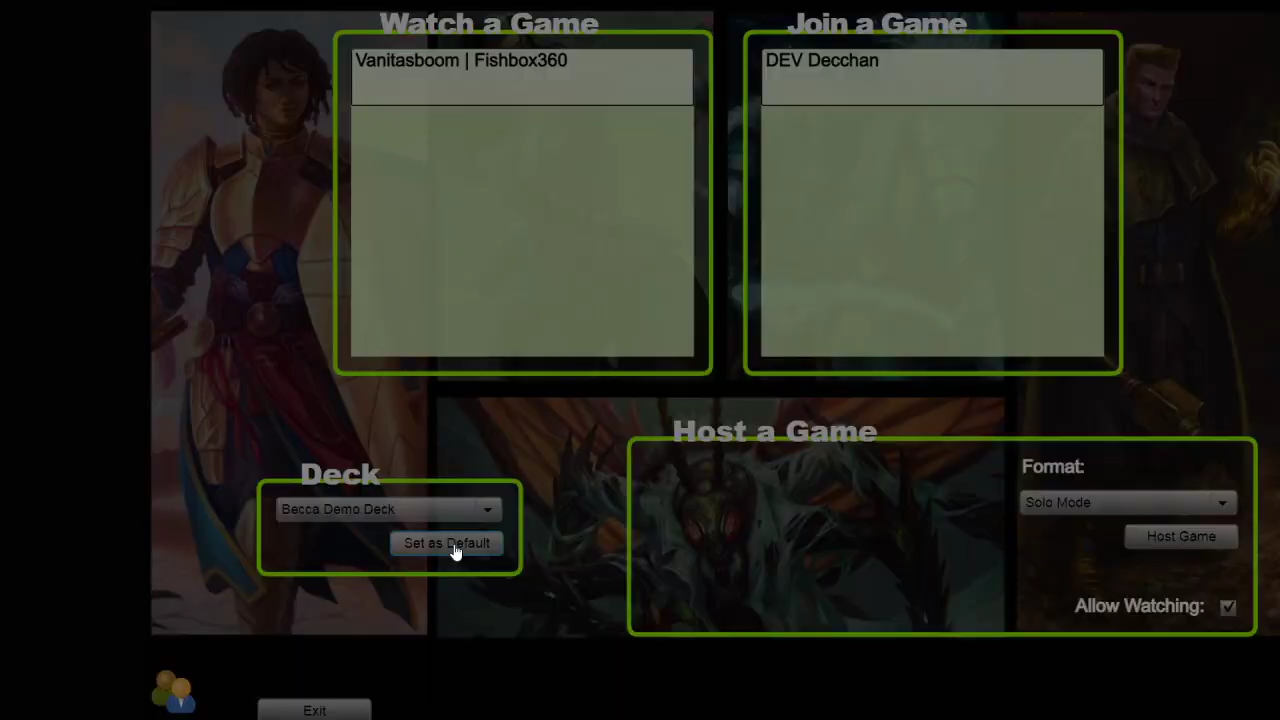 Watch a Game
Vanitasboom | Fishbox360
Join a Game
DEV Decchan
Deck
Becca Demo Deck
Set as Default
Host a Game
Format:
Solo Mode
Host Game
Allow Watching:
Exit